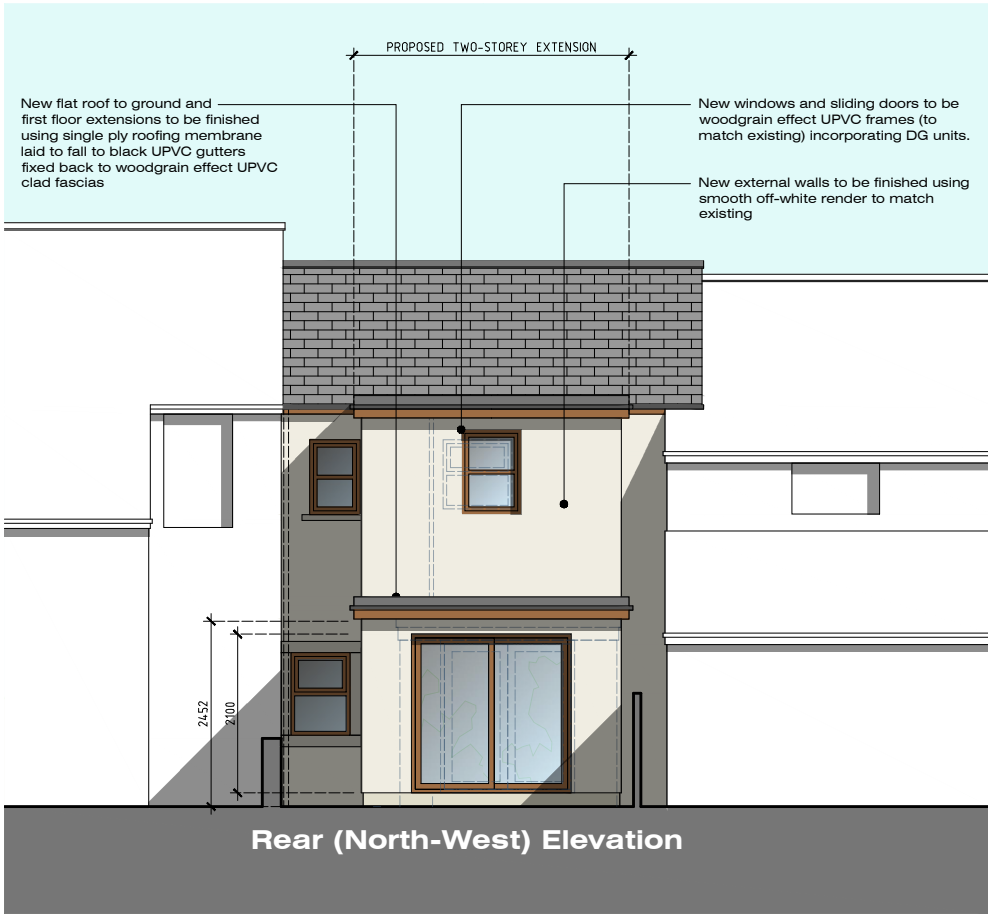 PROPOSED TWO-STOREY EXTENSION
New flat roof to ground and
first floor extensions to be finished
using single ply roofing membrane
laid to fall to black UPVC gutters
fixed back to woodgrain effect UPVC
clad fascias
New windows and sliding doors to be
woodgrain effect UPVC frames (to
match existing) incorporating DG units.
New external walls to be finished using
smooth off-white render to match
existing
2452
2100
Rear (North-West) Elevation